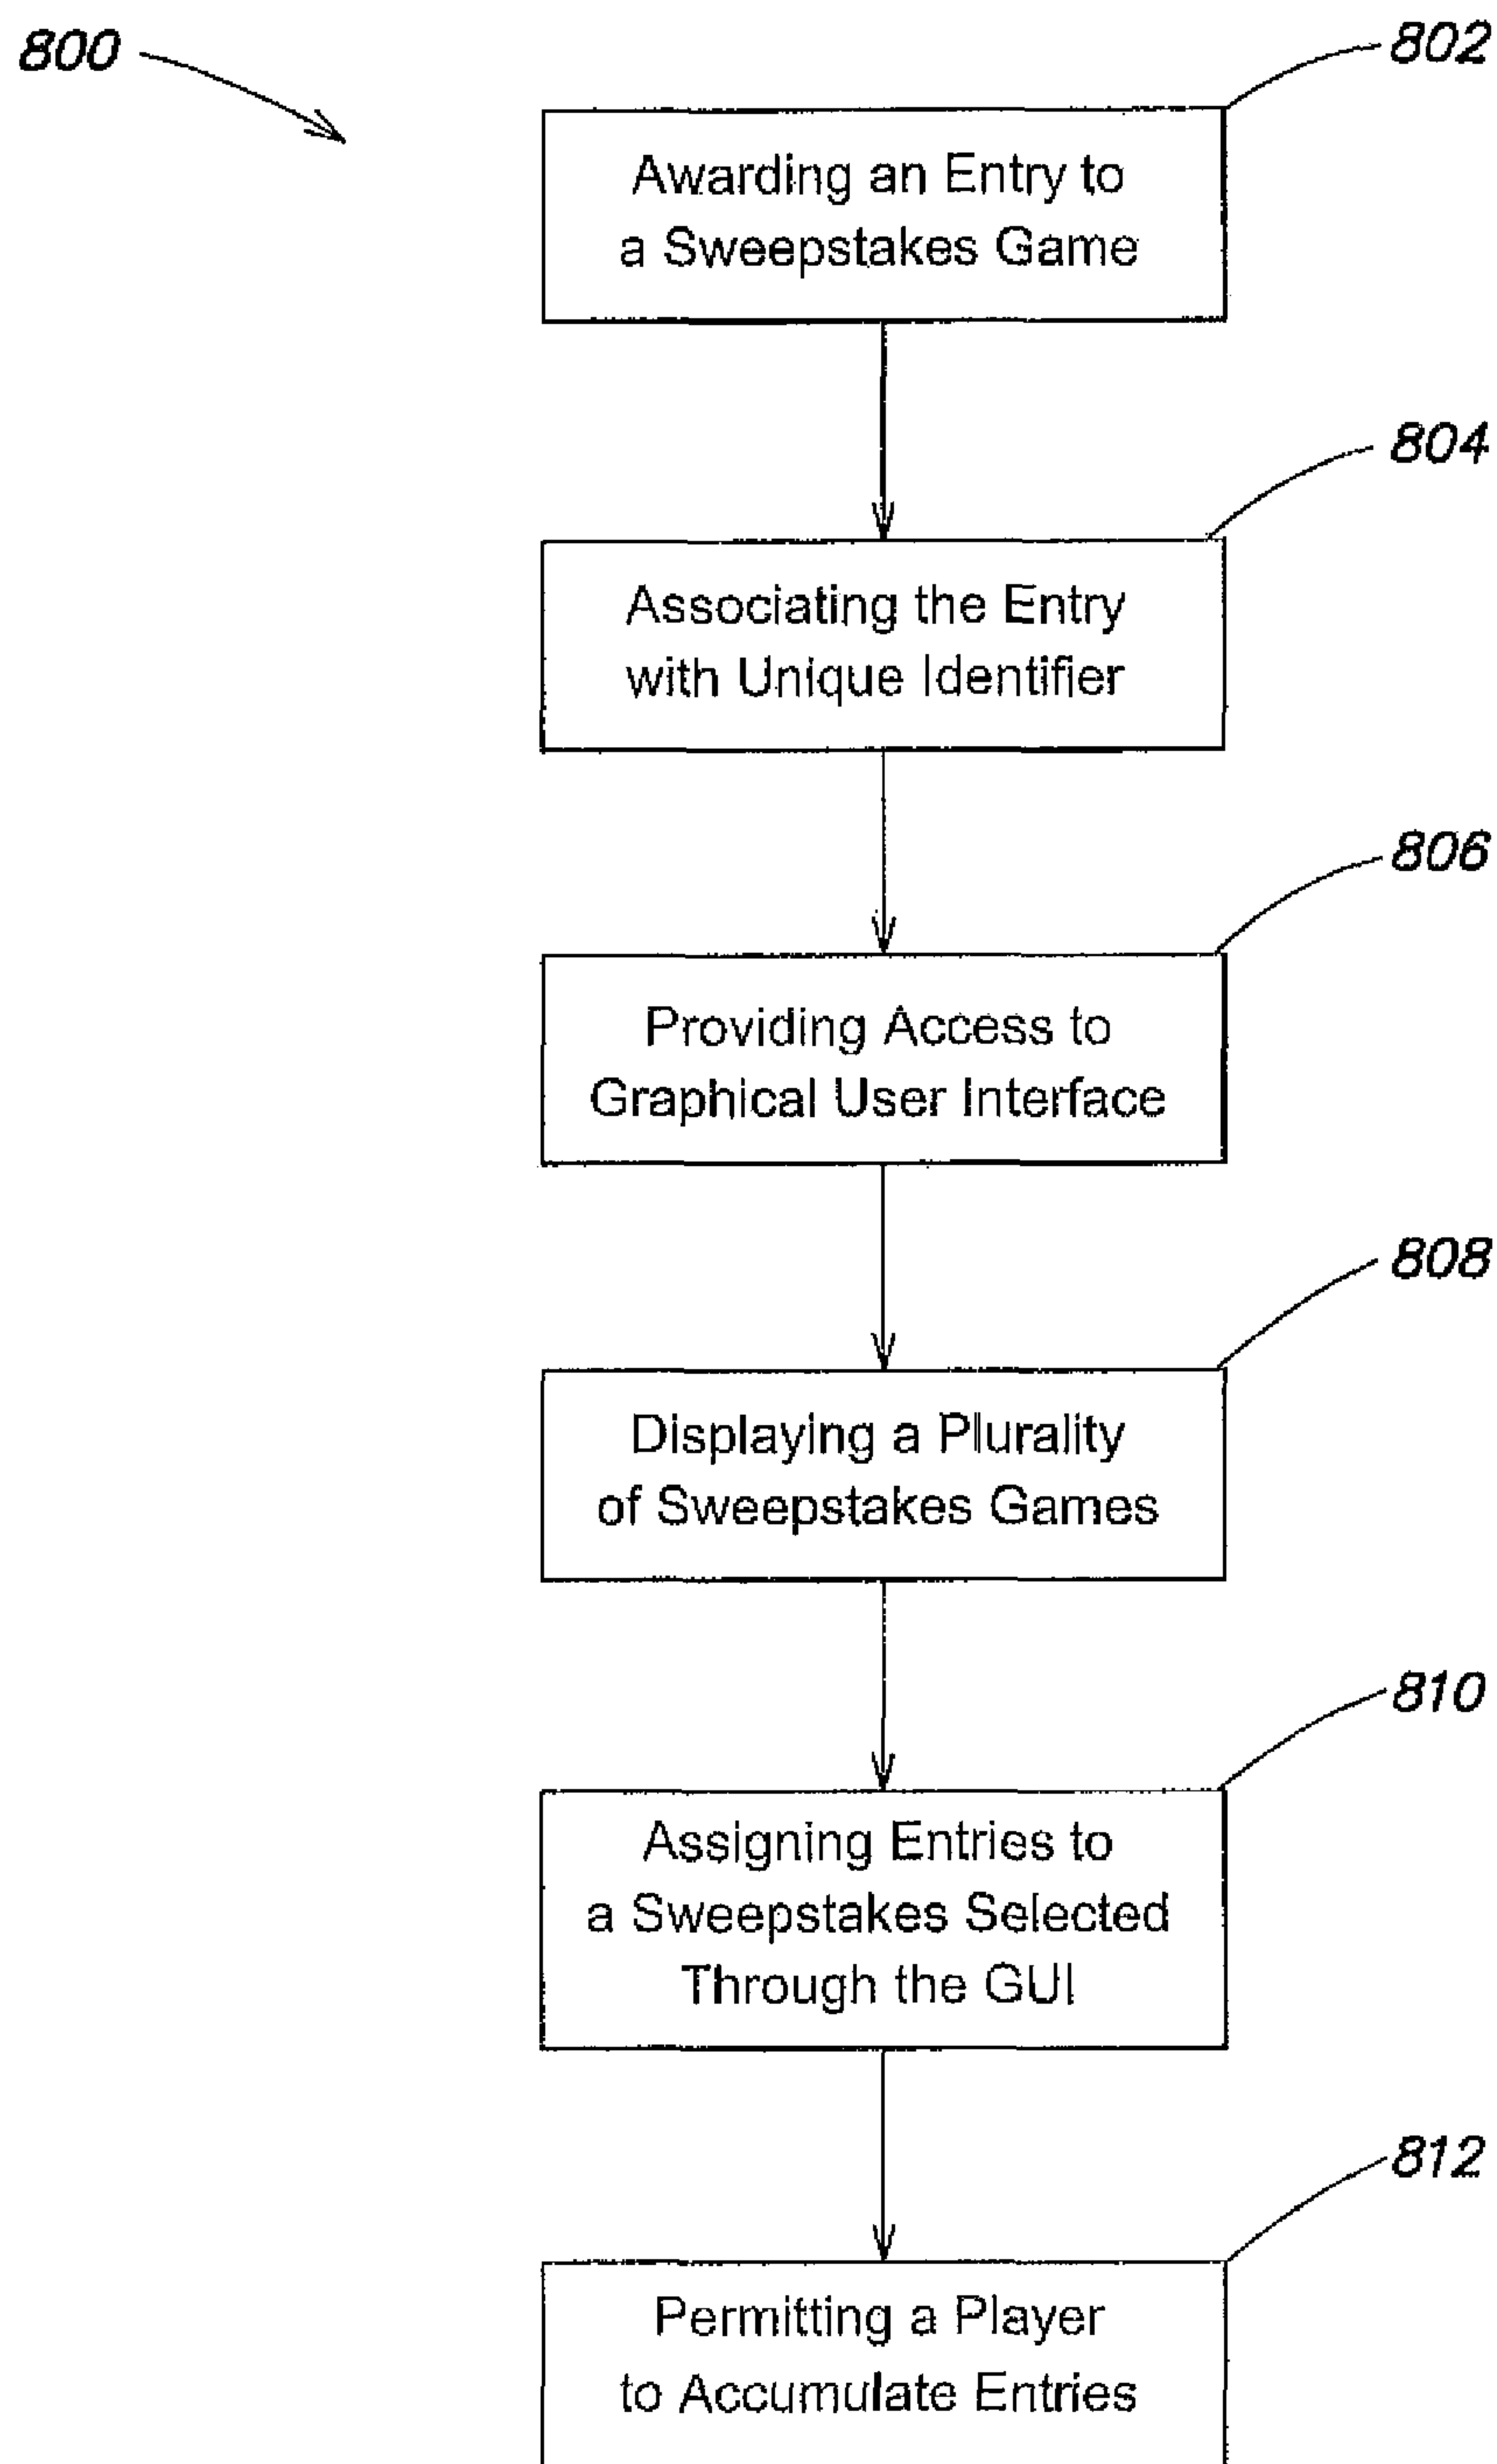 800
802
Awarding an Entry to
a Sweepstakes Game
804
Associating the Entry
with Unique Identifier
806
Providing Access to
Graphical User Interface
808
Displaying a Plurality
of Sweepstakes Games
810
Assigning Entries to
a Sweepstakes Selected
Through the GUI
812
Permitting a Player
to Accumulate Entries